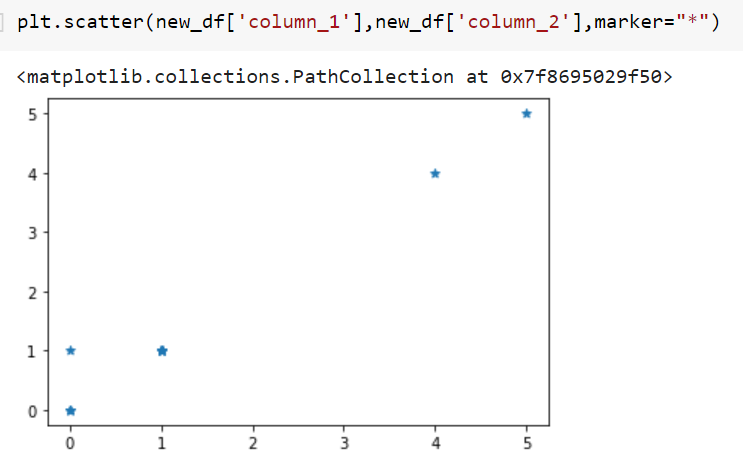 plt.scatter(new_df['column_1'],new_df['column_2'],marker="*")
<matplotlib.collections.PathCollection at 0x7f8695029f50>
5
4
3
2
1
0
0 1 2 3 4 5